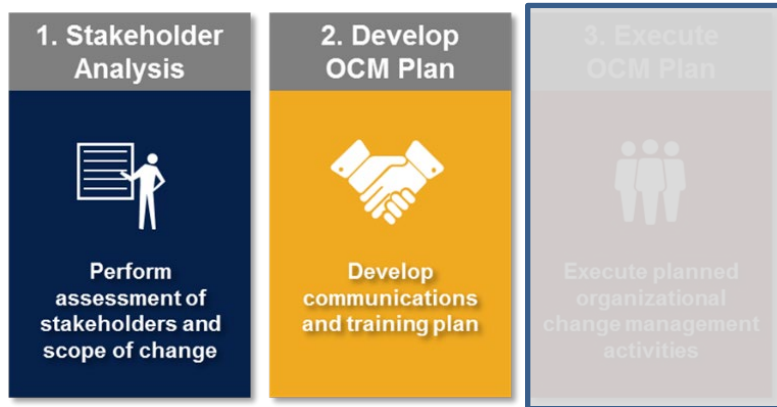 1. Stakeholder
Analysis
Perform
assessment of
stakeholders and
scope of change
2. Develop
OCM Plan
Develop
communications
and training plan
3. Execute
OCM Plan
Execute planned
organizational
change management
activities